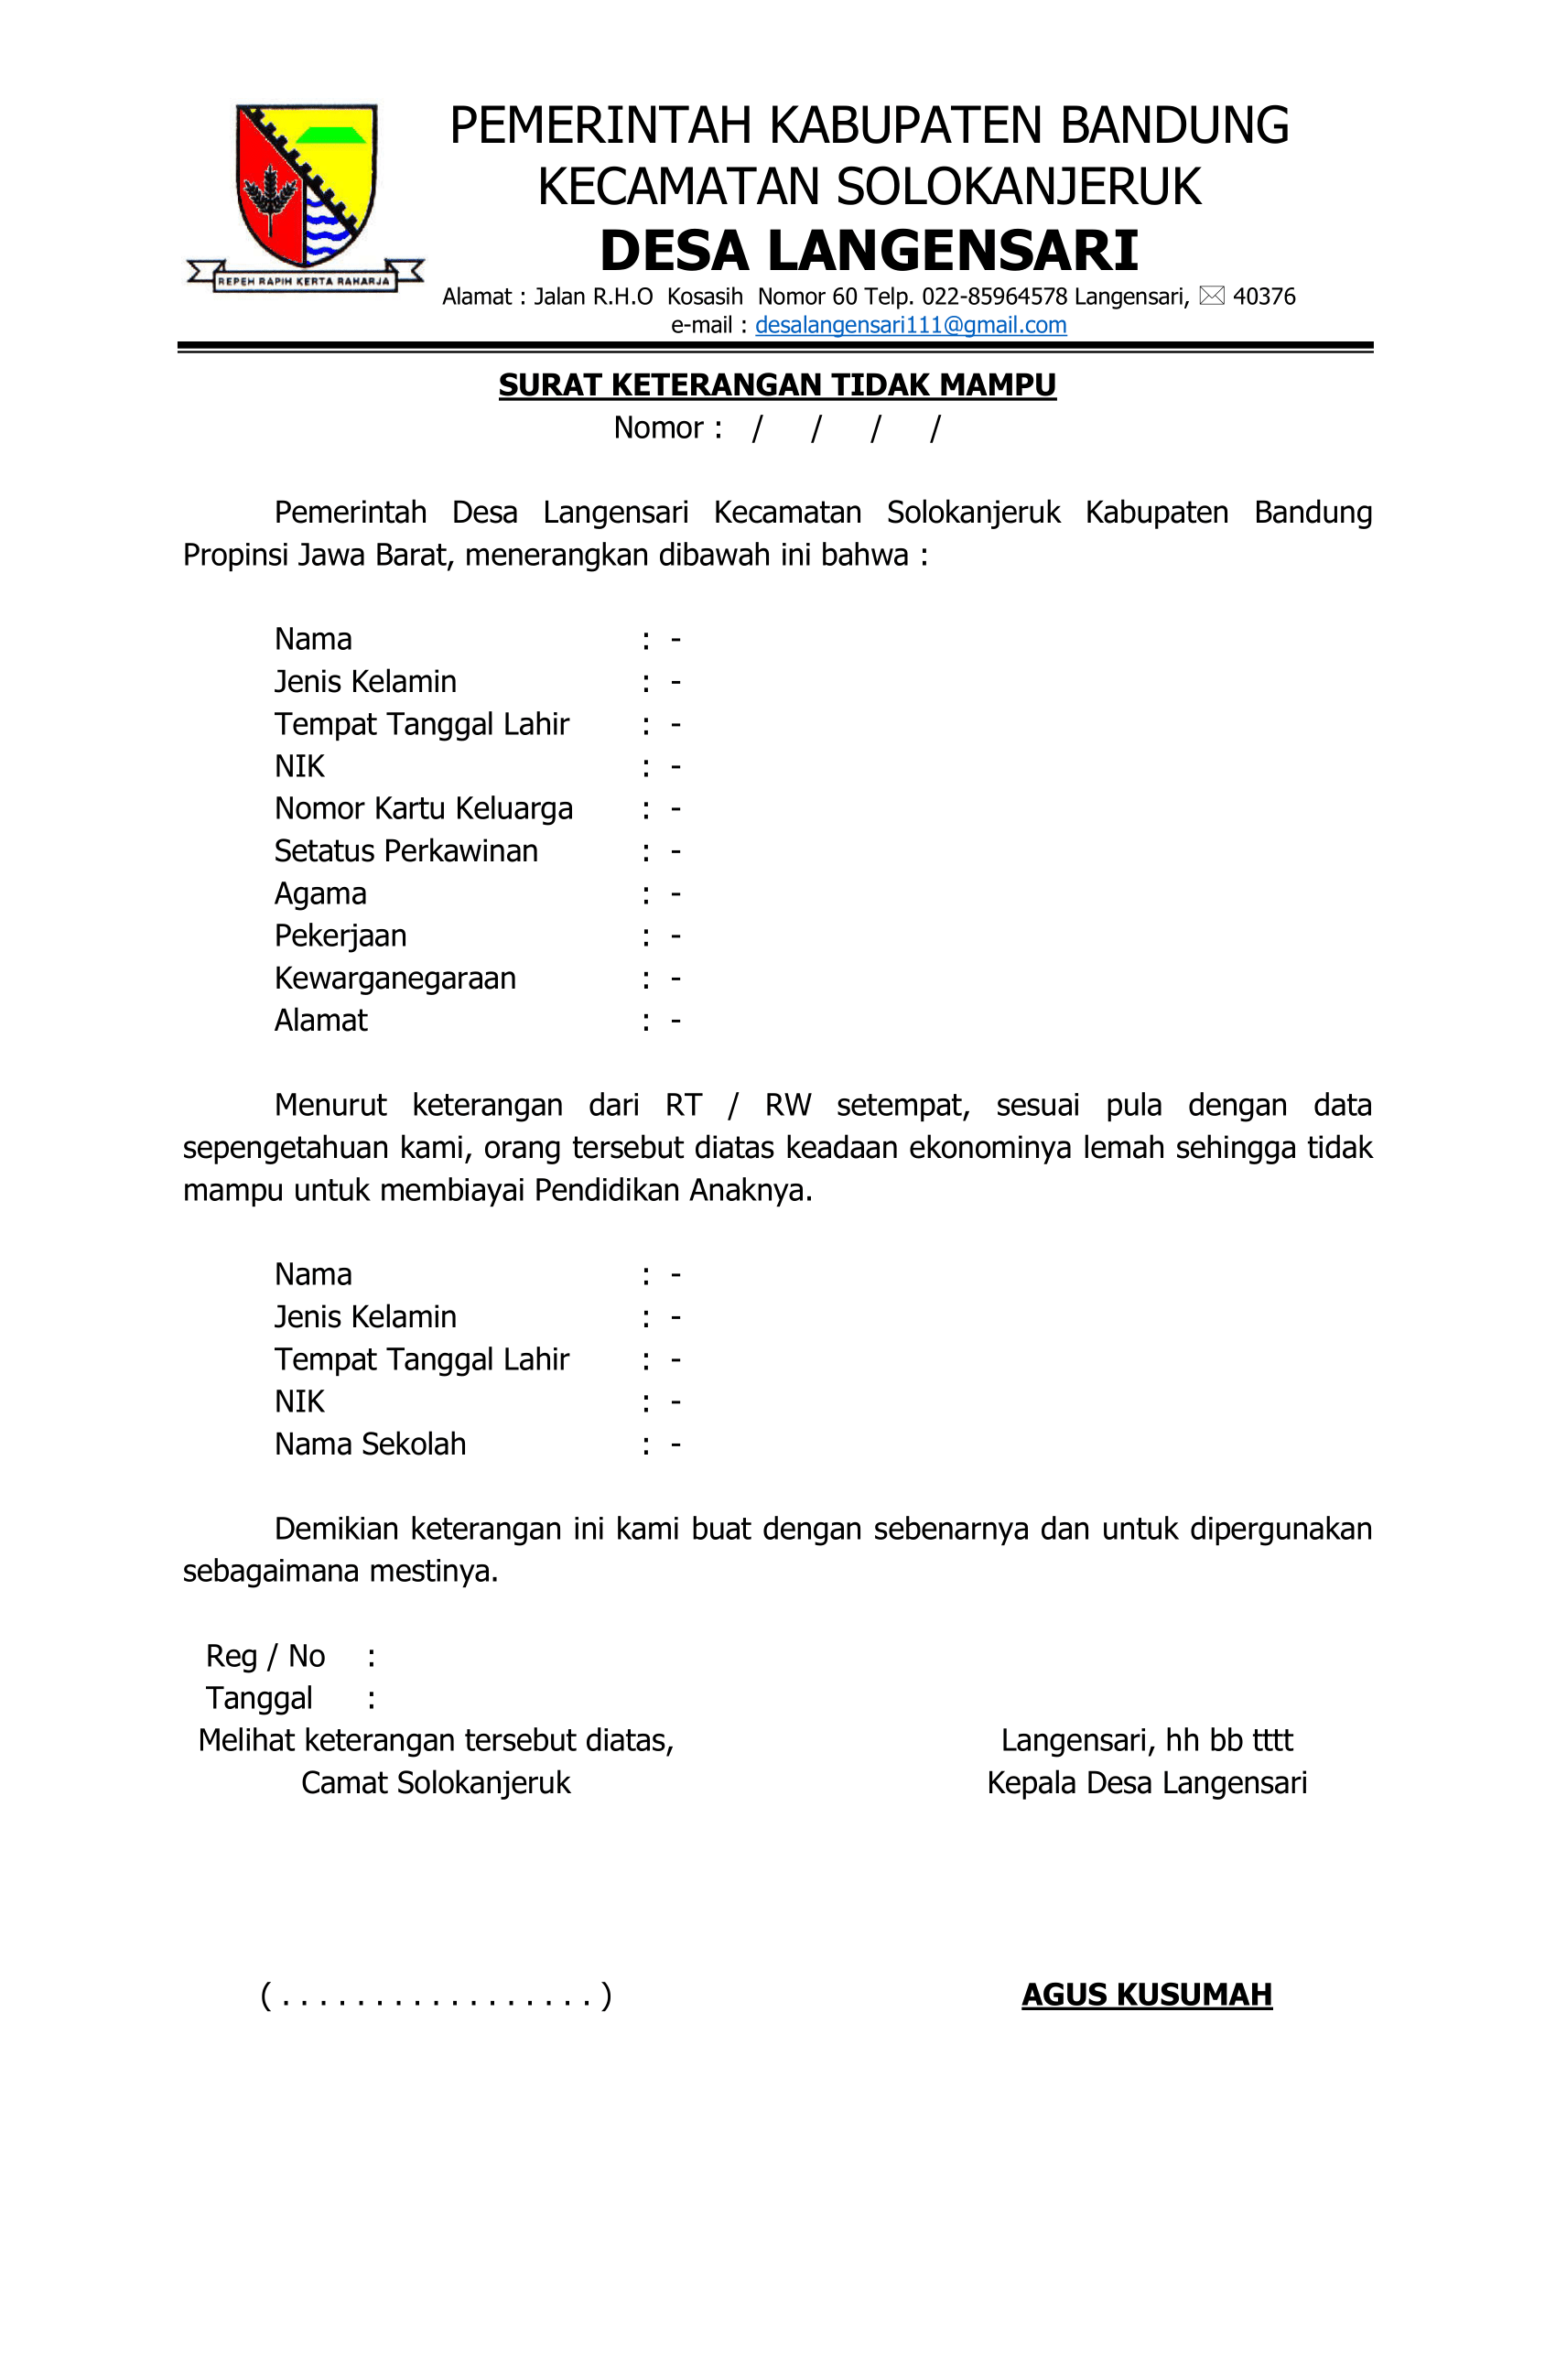 PEMERINTAH KABUPATEN BANDUNG
KECAMATAN SOLOKANJERUK
DESA LANGENSARI
REPEH RAPIH KERTA RAHARJA
Alamat : Jalan R.H.O Kosasih Nomor 60 Telp. 022-85964578 Langensari, 🖂 40376
e-mail : desalangensari111@gmail.com
SURAT KETERANGAN TIDAK MAMPU
Nomor : / / / /
Pemerintah Desa Langensari Kecamatan Solokanjeruk Kabupaten Bandung
Propinsi Jawa Barat, menerangkan dibawah ini bahwa :
Nama : -
Jenis Kelamin : -
Tempat Tanggal Lahir : -
NIK : -
Nomor Kartu Keluarga : -
Setatus Perkawinan : -
Agama : -
Pekerjaan : -
Kewarganegaraan : -
Alamat : -
Menurut keterangan dari RT / RW setempat, sesuai pula dengan data
sepengetahuan kami, orang tersebut diatas keadaan ekonominya lemah sehingga tidak
mampu untuk membiayai Pendidikan Anaknya.
Nama : -
Jenis Kelamin : -
Tempat Tanggal Lahir : -
NIK : -
Nama Sekolah : -
Demikian keterangan ini kami buat dengan sebenarnya dan untuk dipergunakan
sebagaimana mestinya.
Reg / No :
Tanggal :
Melihat keterangan tersebut diatas,
Camat Solokanjeruk
Langensari, hh bb tttt
Kepala Desa Langensari
( . . . . . . . . . . . . . . . . . )
AGUS KUSUMAH